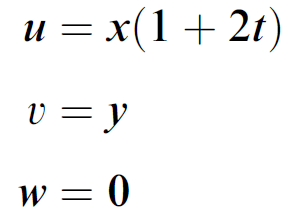 u = x(1 + 2t)
v = y
w = 0